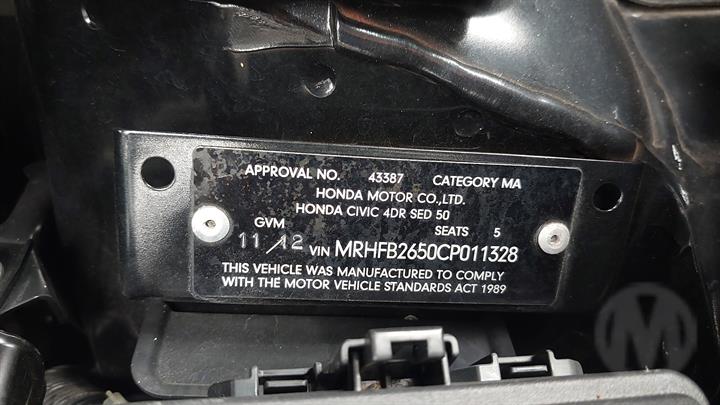 APPROVAL NO. 43387 CATEGORY MA
HONDA MOTOR CO.,LTD.
HONDA CIVIC 4DR SED 50
GVM SEATS 5
11/12 VIN MRHFB2650CP011328
THIS VEHICLE WAS MANUFACTURED TO COMPLY
WITH THE MOTOR VEHICLE STANDARDS ACT 1989
M